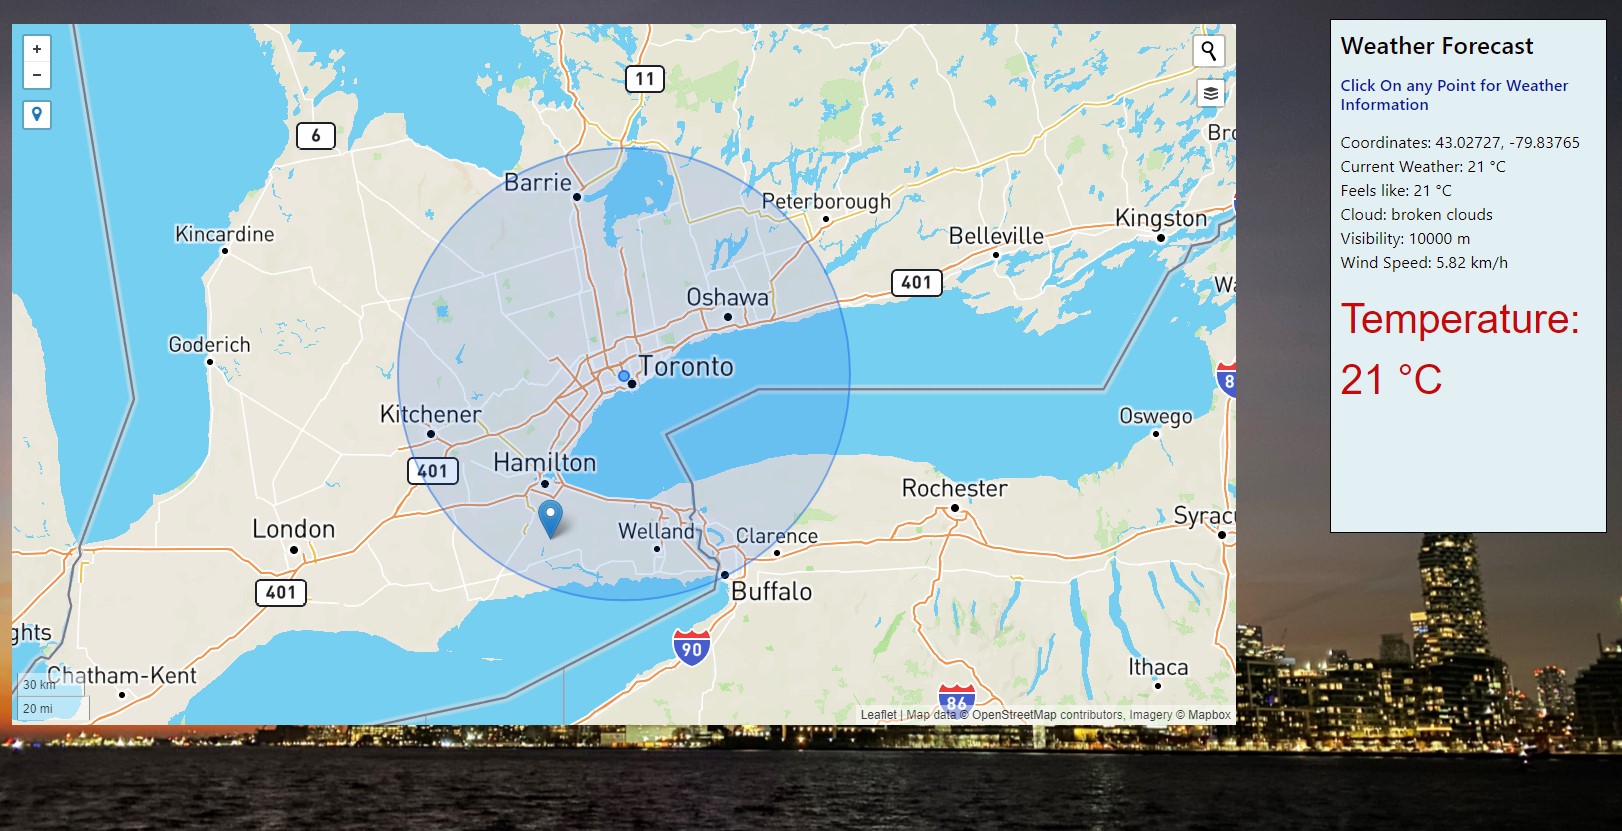 +
−
11
6
Bro
Barrie
Peterborough
Kingston
Kincardine
Belleville
401
Oshawa
Wa
Goderich
Toronto
8
Kitchener
Oswego
401
Hamilton
Rochester
London
Welland
Clarence
Syracu
401
Buffalo
ghts
90
Chatham-Kent
Ithaca
30 km
86
20 mi
Leaflet | Map data © OpenStreetMap contributors, Imagery © Mapbox
Weather Forecast
Click On any Point for Weather
Information
Coordinates: 43.02727, -79.83765
Current Weather: 21 °C
Feels like: 21 °C
Cloud: broken clouds
Visibility: 10000 m
Wind Speed: 5.82 km/h
Temperature:
21 °C